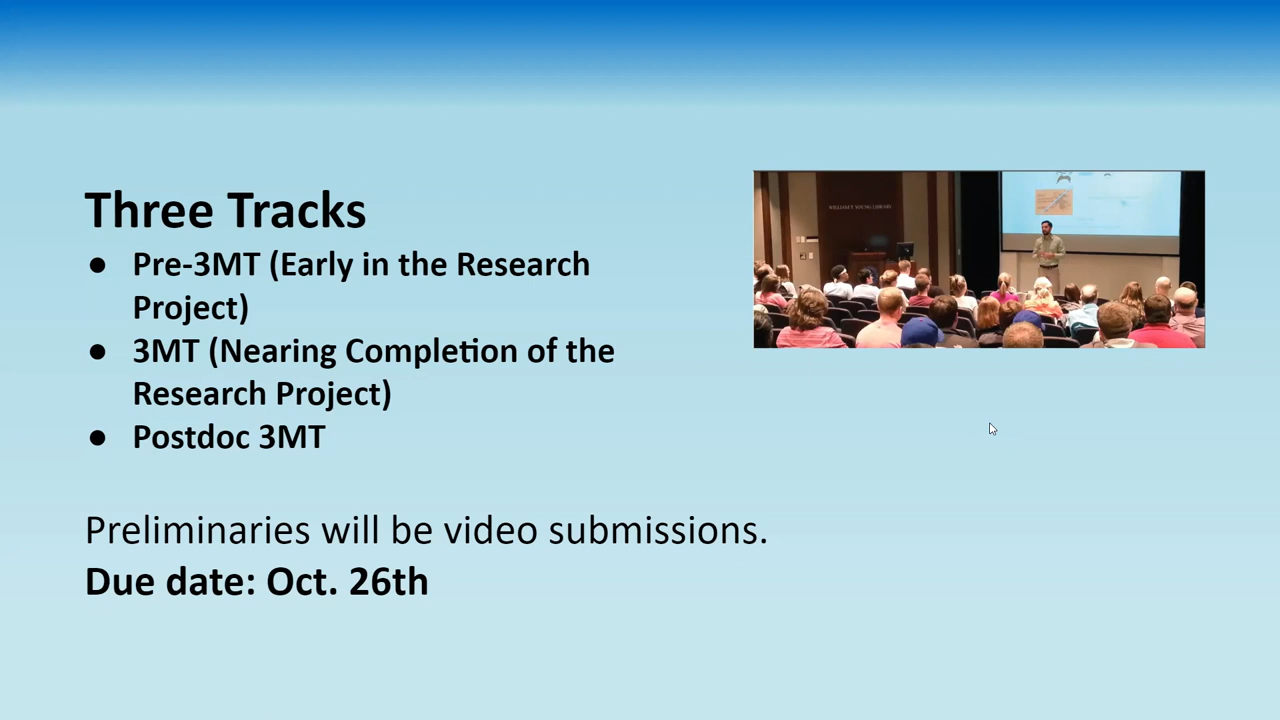 Three Tracks
● Pre-3MT (Early in the Research
Project)
● 3MT (Nearing Completion of the
Research Project)
● Postdoc 3MT
Preliminaries will be video submissions.
Due date: Oct. 26th
WILLIAM T. YOUNG LIBRARY